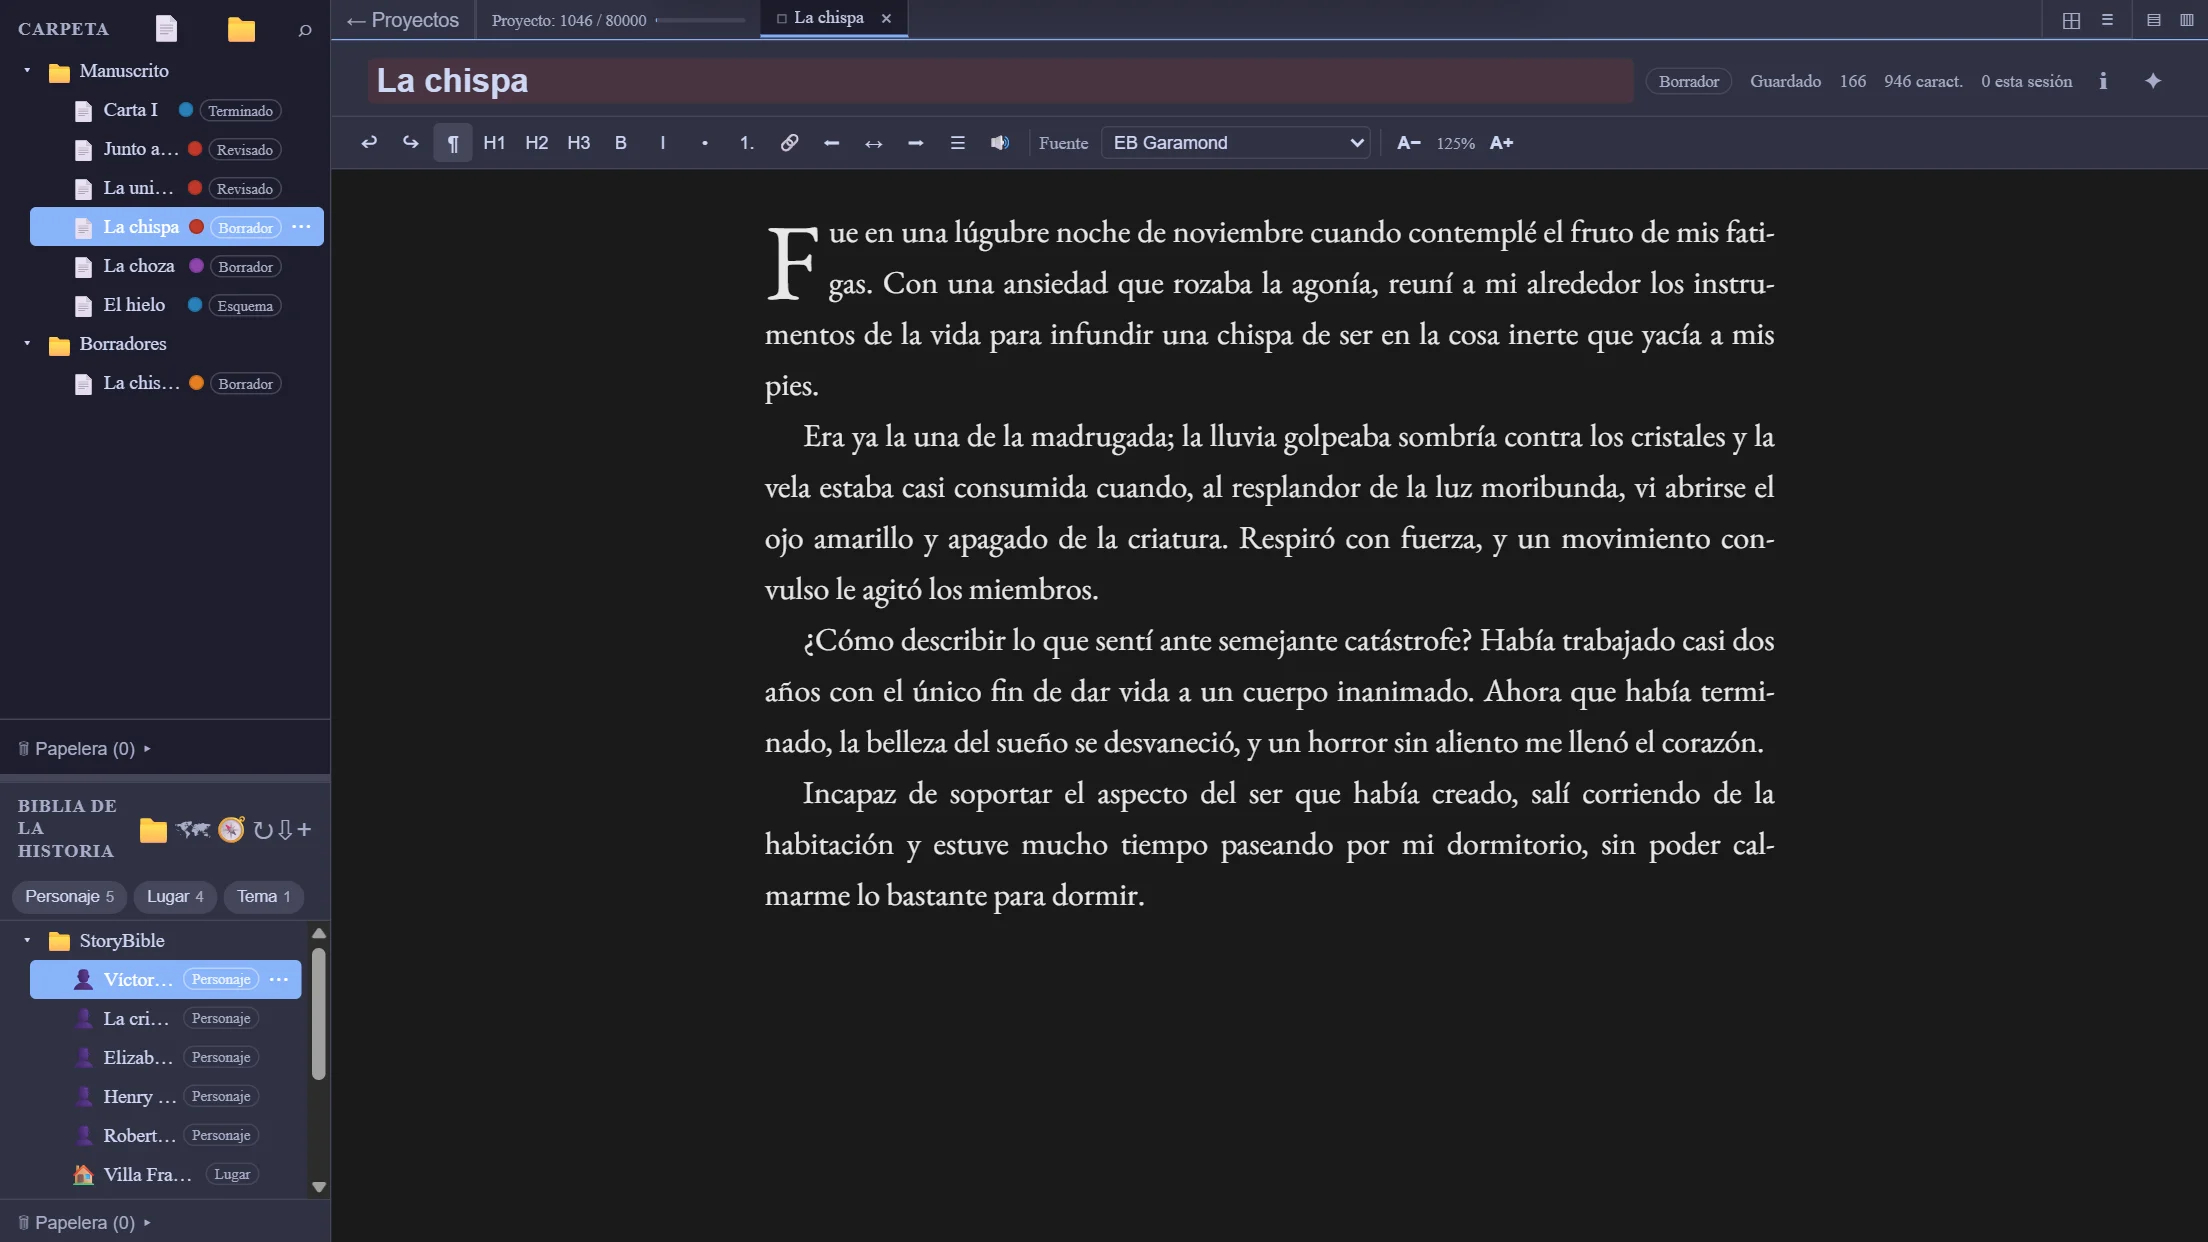 CARPETA
Manuscrito
Carta I Terminado
Junto a... Revisado
La uni... Revisado
La chispa Borrador ···
La choza Borrador
El hielo Esquema
Borradores
La chis... Borrador
Papelera (0)
BIBLIA DE
LA
HISTORIA
Personaje 5 Lugar 4 Tema 1
StoryBible
Víctor... Personaje ···
La cri... Personaje
Elizab... Personaje
Henry ... Personaje
Robert... Personaje
Villa Fra... Lugar
Papelera (0)
← Proyectos Proyecto: 1046 / 80000 La chispa ×
La chispa Borrador Guardado 166 946 caract. 0 esta sesión
¶ H1 H2 H3 B I • 1. Fuente EB Garamond A− 125% A+
Fue en una lúgubre noche de noviembre cuando contemplé el fruto de mis fati-
gas. Con una ansiedad que rozaba la agonía, reuní a mi alrededor los instru-
mentos de la vida para infundir una chispa de ser en la cosa inerte que yacía a mis
pies.
Era ya la una de la madrugada; la lluvia golpeaba sombría contra los cristales y la
vela estaba casi consumida cuando, al resplandor de la luz moribunda, vi abrirse el
ojo amarillo y apagado de la criatura. Respiró con fuerza, y un movimiento con-
vulso le agitó los miembros.
¿Cómo describir lo que sentí ante semejante catástrofe? Había trabajado casi dos
años con el único fin de dar vida a un cuerpo inanimado. Ahora que había termi-
nado, la belleza del sueño se desvaneció, y un horror sin aliento me llenó el corazón.
Incapaz de soportar el aspecto del ser que había creado, salí corriendo de la
habitación y estuve mucho tiempo paseando por mi dormitorio, sin poder cal-
marme lo bastante para dormir.